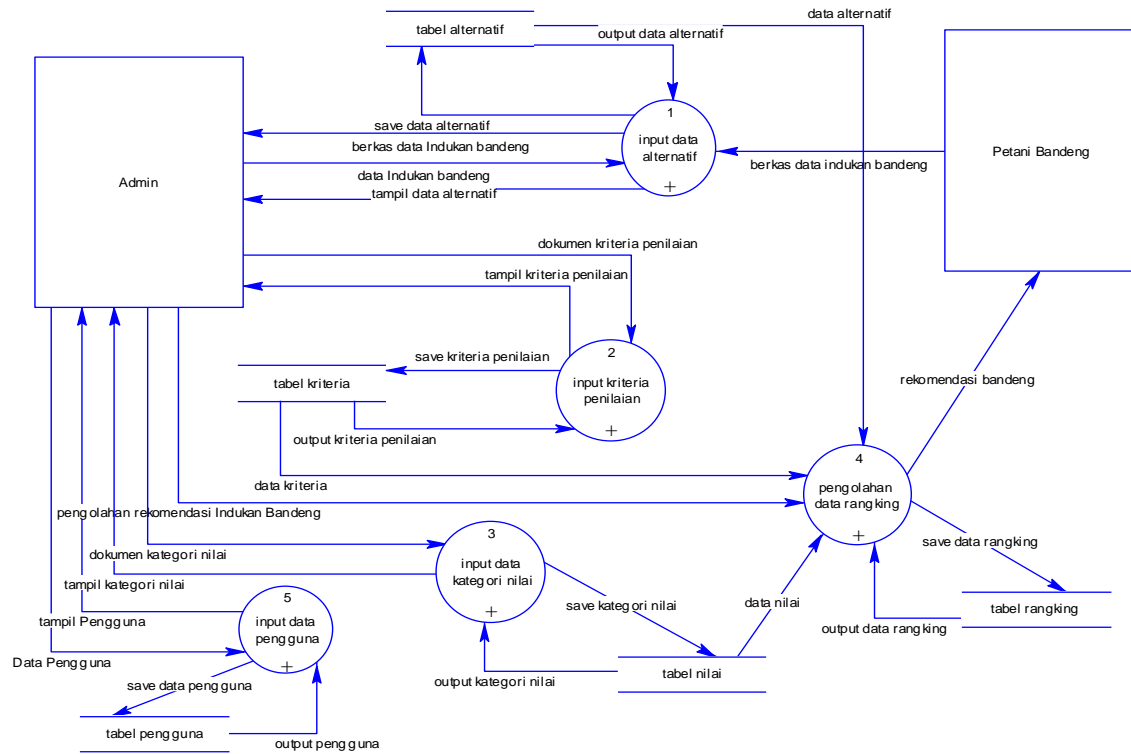 data alternatif
tabel alternatif
output data alternatif
1
input data
alternatif
save data alternatif
berkas data Indukan bandeng
data Indukan bandeng
tampil data alternatif
Admin
berkas data indukan bandeng
Petani Bandeng
dokumen kriteria penilaian
tampil kriteria penilaian
2
input kriteria
penilaian
save kriteria penilaian
tabel kriteria
output kriteria penilaian
rekomendasi bandeng
4
pengolahan
data rangking
data kriteria
pengolahan rekomendasi Indukan Bandeng
3
input data
kategori nilai
dokumen kategori nilai
tampil kategori nilai
save data rangking
tabel rangking
output data rangking
save kategori nilai
data nilai
5
input data
pengguna
tampil Pengguna
Data Pengguna
output kategori nilai
tabel nilai
save data pengguna
tabel pengguna
output pengguna